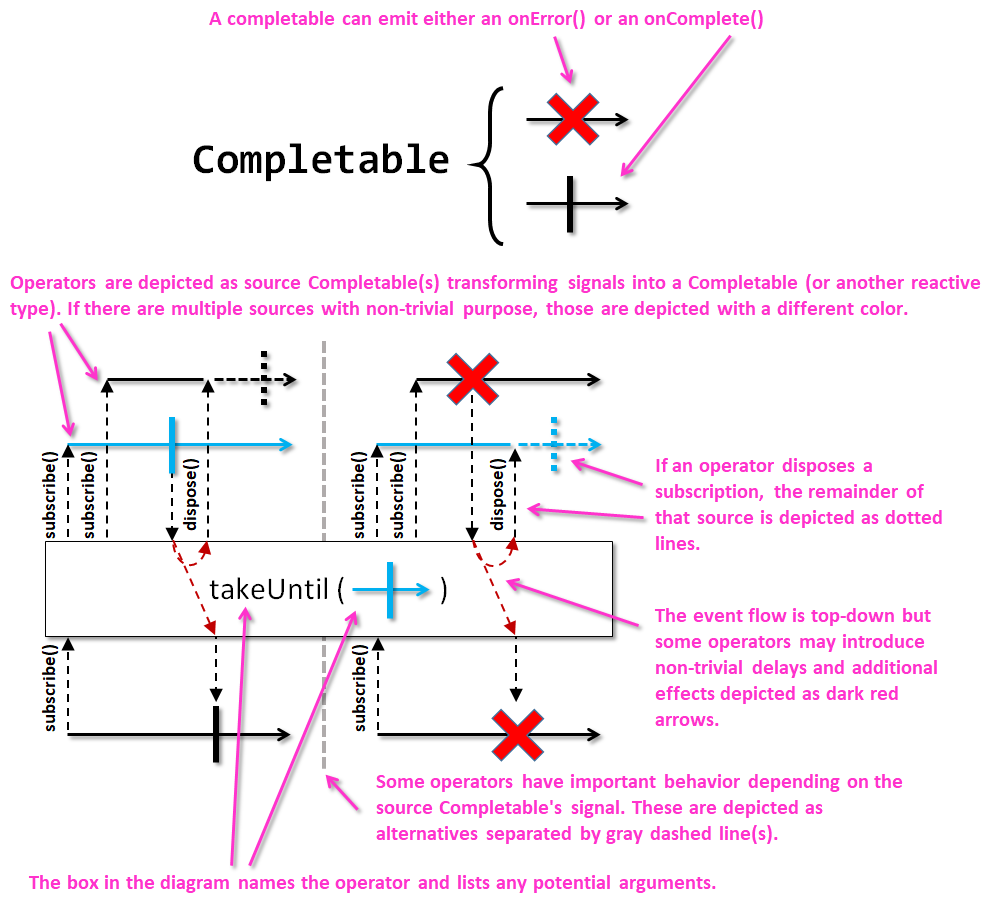 A completable can emit either an onError() or an onComplete()
Completable
Operators are depicted as source Completable(s) transforming signals into a Completable (or another reactive
type). If there are multiple sources with non-trivial purpose, those are depicted with a different color.
subscribe()
subscribe()
dispose()
subscribe()
subscribe()
dispose()
If an operator disposes a
subscription, the remainder of
that source is depicted as dotted
lines.
takeUntil ( )
The event flow is top-down but
some operators may introduce
non-trivial delays and additional
effects depicted as dark red
arrows.
subscribe()
subscribe()
Some operators have important behavior depending on the
source Completable's signal. These are depicted as
alternatives separated by gray dashed line(s).
The box in the diagram names the operator and lists any potential arguments.